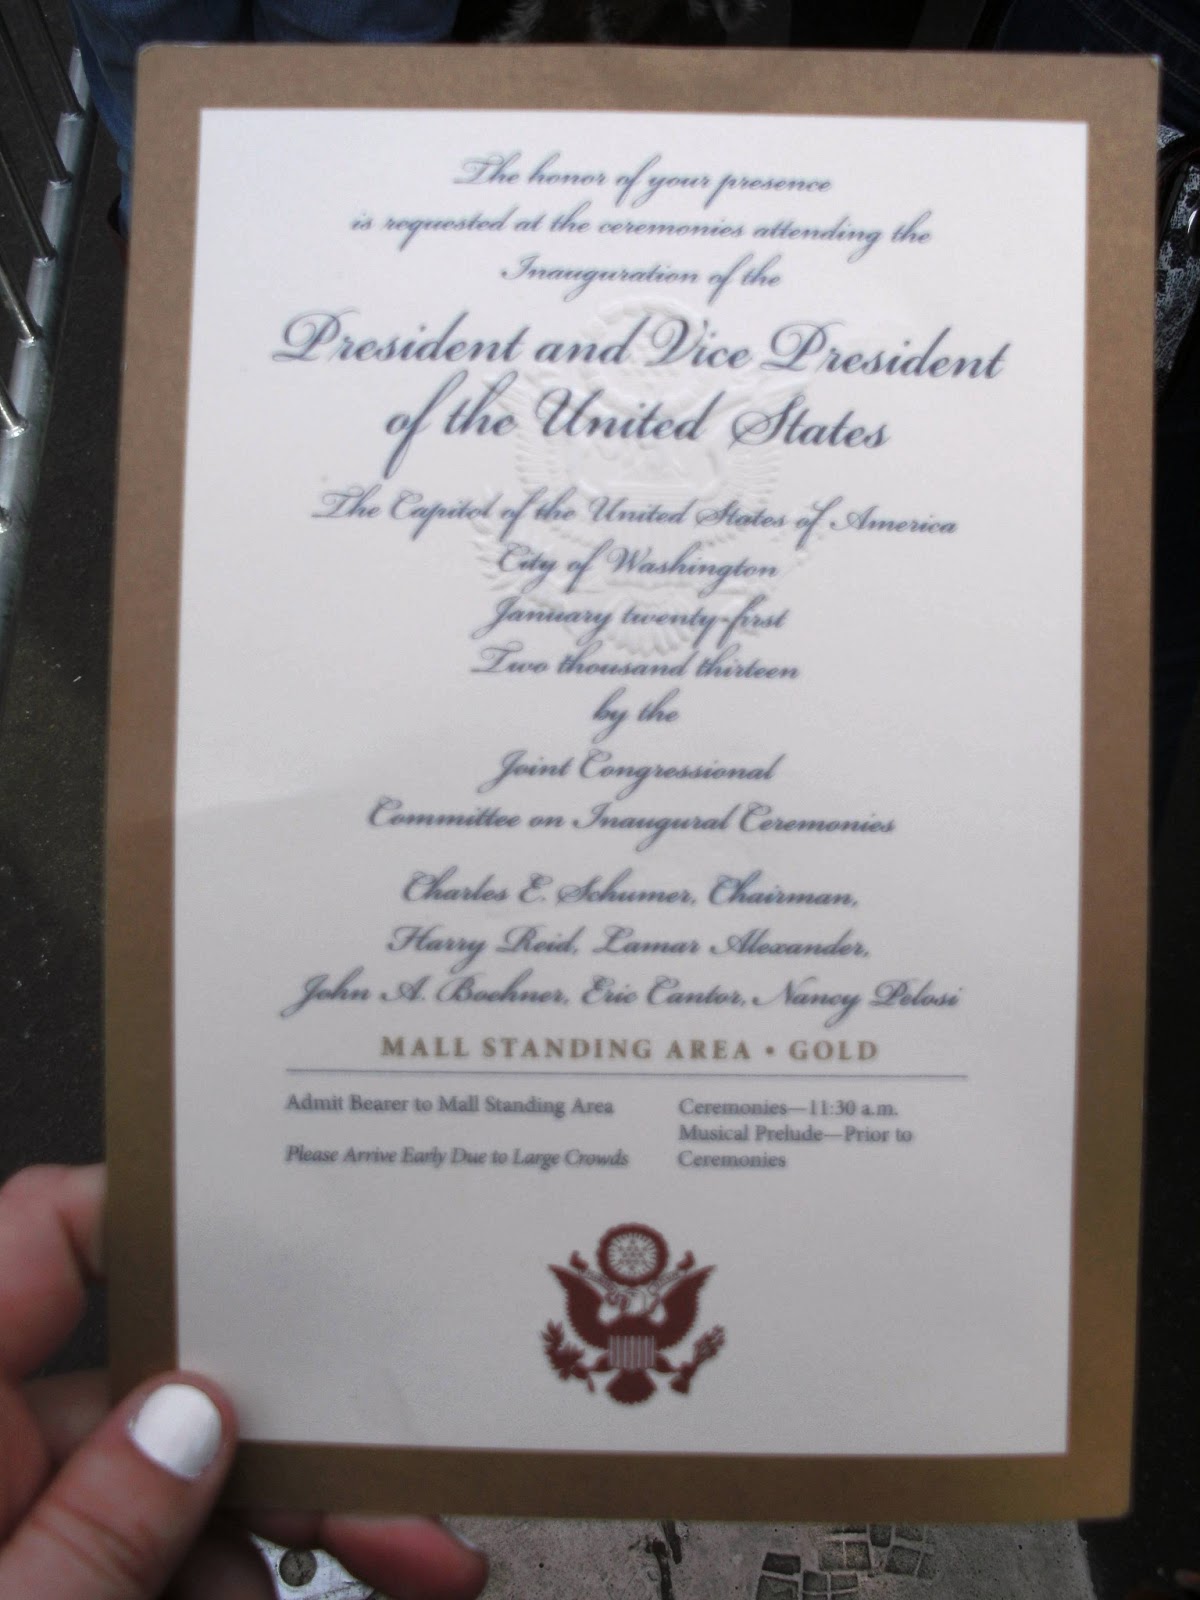 The honor of your presence
is requested at the ceremonies attending the
Inauguration of the
President and Vice President
of the United States
The Capitol of the United States of America
City of Washington
January twenty-first
Two thousand thirteen
by the
Joint Congressional
Committee on Inaugural Ceremonies
Charles E. Schumer, Chairman,
Harry Reid, Lamar Alexander,
John A. Boehner, Eric Cantor, Nancy Pelosi
MALL STANDING AREA • GOLD
Admit Bearer to Mall Standing Area
Please Arrive Early Due to Large Crowds
Ceremonies—11:30 a.m.
Musical Prelude—Prior to
Ceremonies